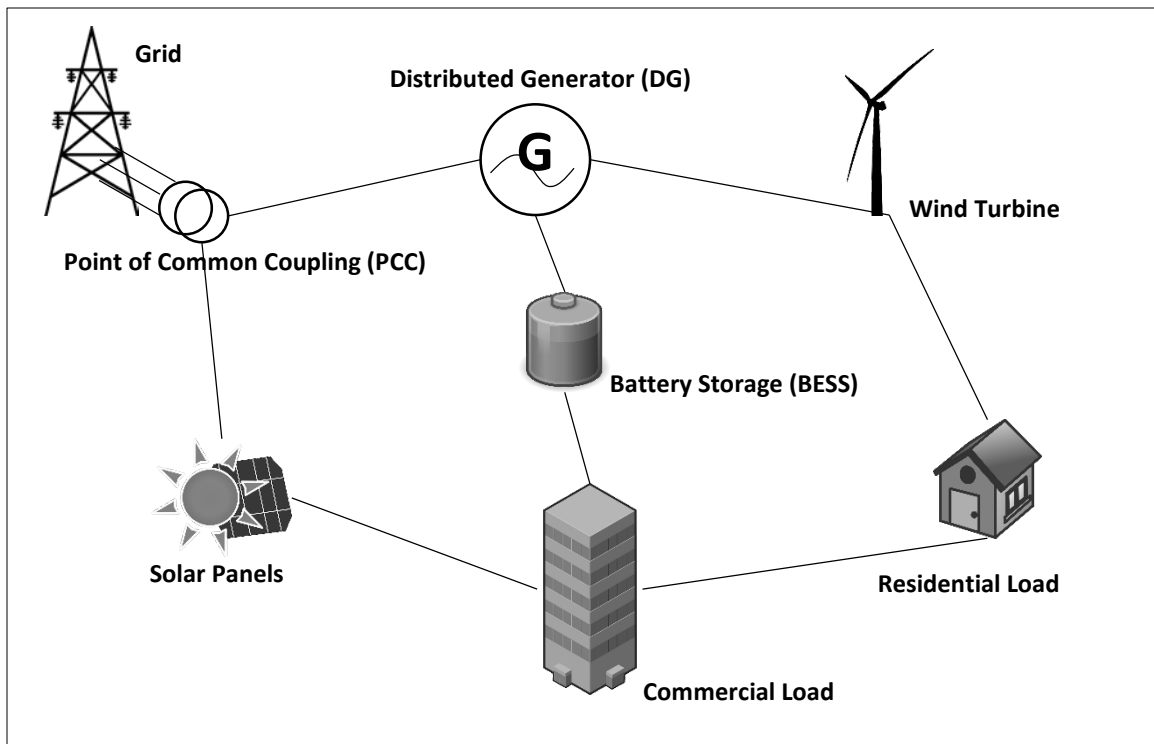 Grid
Distributed Generator (DG)
G
Wind Turbine
Point of Common Coupling (PCC)
Battery Storage (BESS)
Solar Panels
Residential Load
Commercial Load